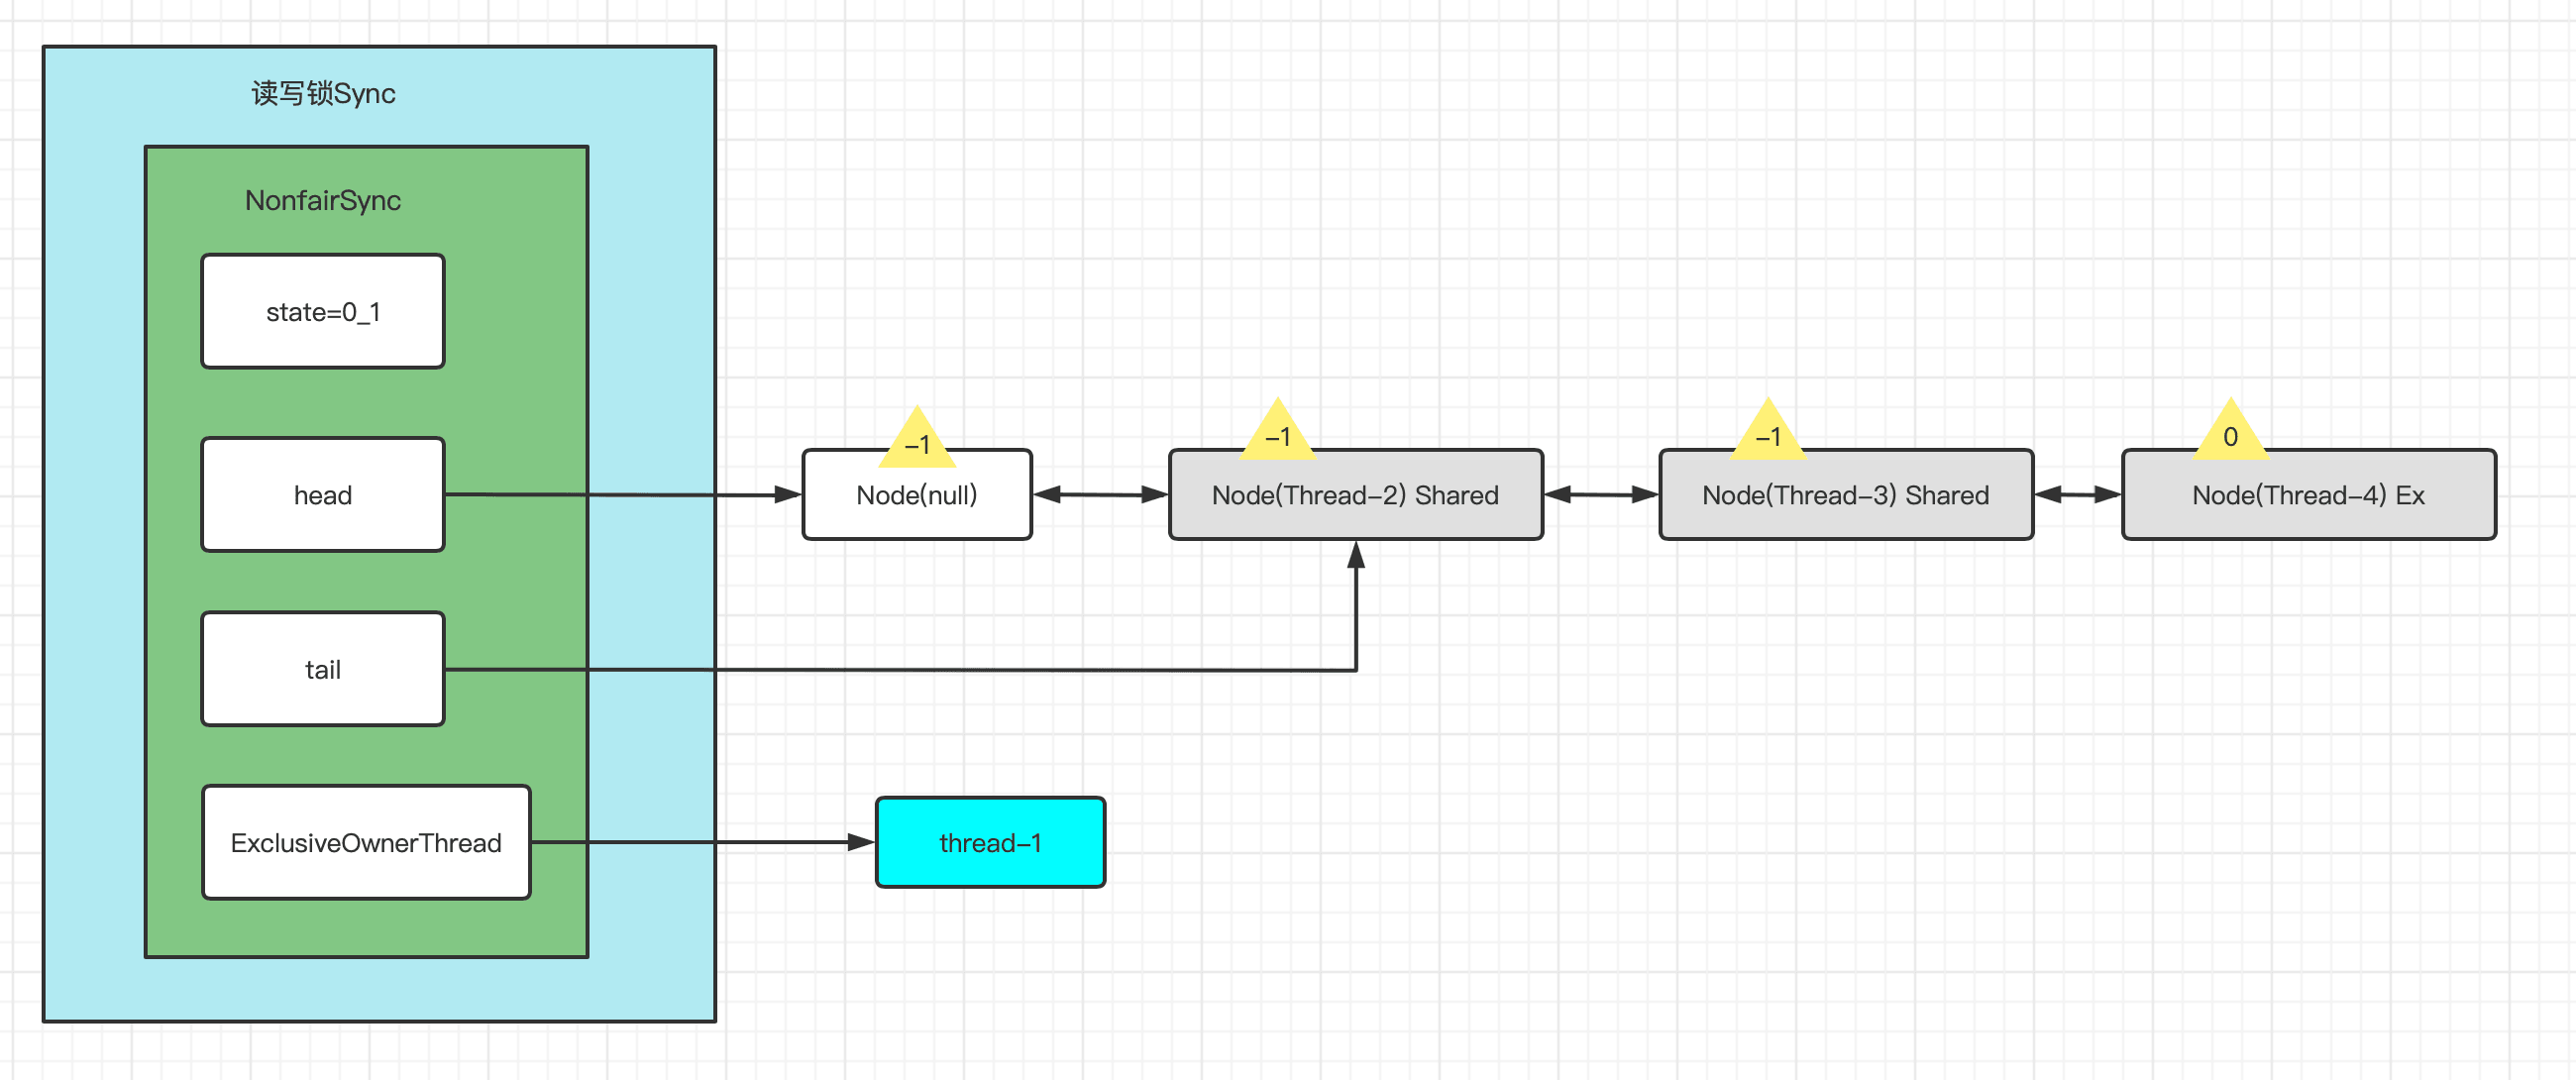 读写锁Sync
NonfairSync
state=0_1
head
tail
ExclusiveOwnerThread
-1
Node(null)
-1
Node(Thread-2) Shared
-1
Node(Thread-3) Shared
0
Node(Thread-4) Ex
thread-1